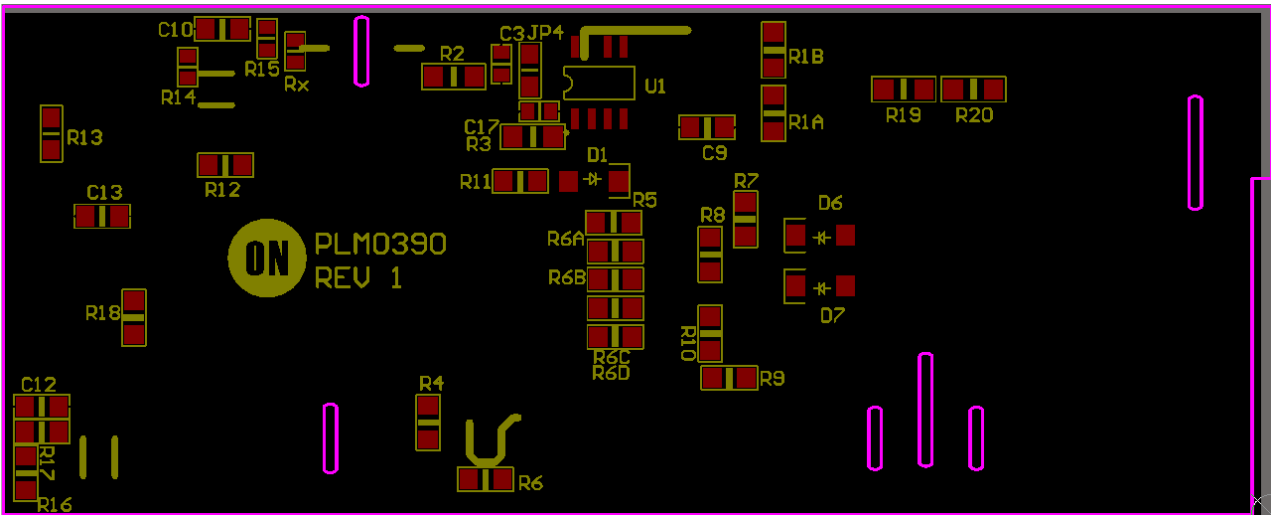 C10
R15
Rx
R14
R2
C3
JP4
U1
R1B
R1A
R19
R20
R13
C17
R3
C9
D1
R12
R11
R7
C13
R5
R8
D6
R6A
ON
PLM0390
REV 1
R6B
R18
D7
R10
R6C
R6D
R9
C12
R4
R17
R16
R6